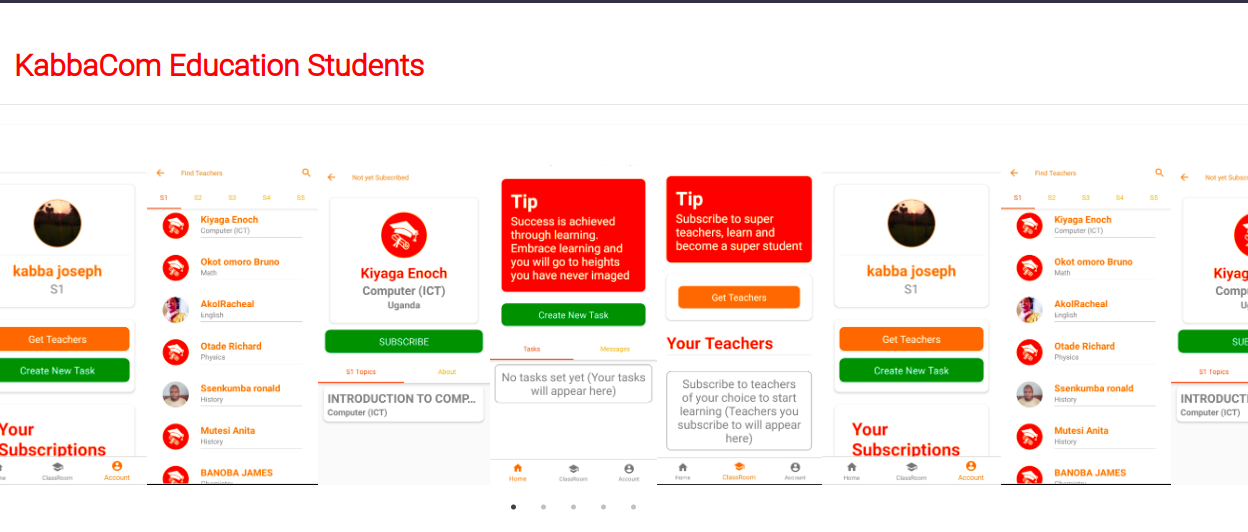 KabbaCom Education Students
kabba joseph
S1
Get Teachers
Create New Task
Your
Subscriptions
Account
Find Teachers
S1 S2 S3 S4 S5
Kiyaga Enoch
Computer (ICT)
Okot omoro Bruno
Math
AkolRacheal
English
Otade Richard
Physics
Ssenkumba ronald
History
Mutesi Anita
History
BANOBA JAMES
Not yet Subscribed
Kiyaga Enoch
Computer (ICT)
Uganda
SUBSCRIBE
S1 Topics About
INTRODUCTION TO COMP...
Computer (ICT)
Tip
Success is achieved
through learning.
Embrace learning and
you will go to heights
you have never imaged
Create New Task
Tasks Messages
No tasks set yet (Your tasks
will appear here)
Home ClassRoom Account
Tip
Subscribe to super
teachers, learn and
become a super student
Get Teachers
Your Teachers
Subscribe to teachers
of your choice to start
learning (Teachers you
subscribe to will appear
here)
Home ClassRoom Account
kabba joseph
S1
Get Teachers
Create New Task
Your
Subscriptions
Home ClassRoom Account
Find Teachers
S1 S2 S3 S4 S5
Kiyaga Enoch
Computer (ICT)
Okot omoro Bruno
Math
AkolRacheal
English
Otade Richard
Physics
Ssenkumba ronald
History
Mutesi Anita
History
BANOBA JAMES
Not yet Subs
Kiyag
Comp
U
SUB
S1 Topics
INTRODUCT
Computer (ICT)